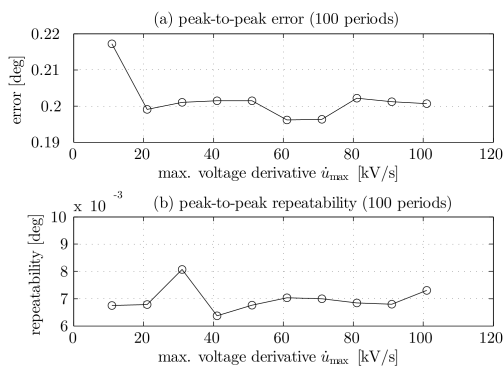 (a) peak-to-peak error (100 periods)
0.22
0.21
0.2
0.19
error [deg]
0 20 40 60 80 100 120
max. voltage derivative u̇max [kV/s]
(b) peak-to-peak repeatability (100 periods)
x 10 -3
10
9
8
7
6
repeatability [deg]
0 20 40 60 80 100 120
max. voltage derivative u̇max [kV/s]